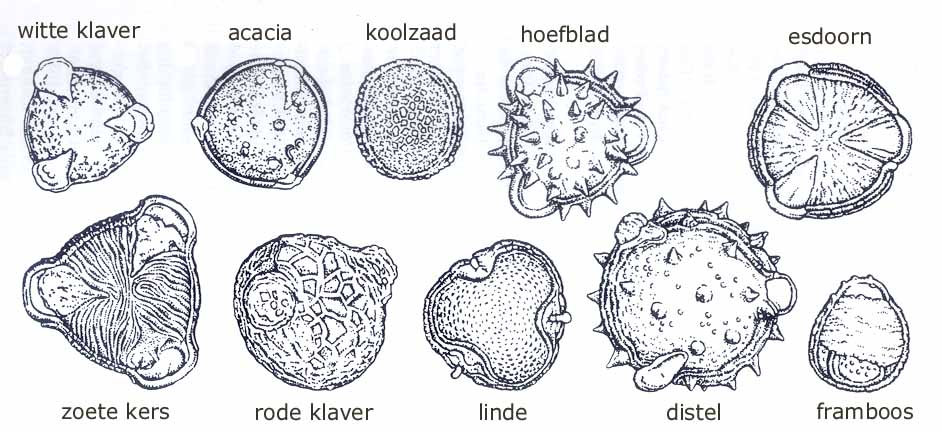 witte klaver acacia koolzaad hoefblad esdoorn
zoete kers rode klaver linde distel framboos